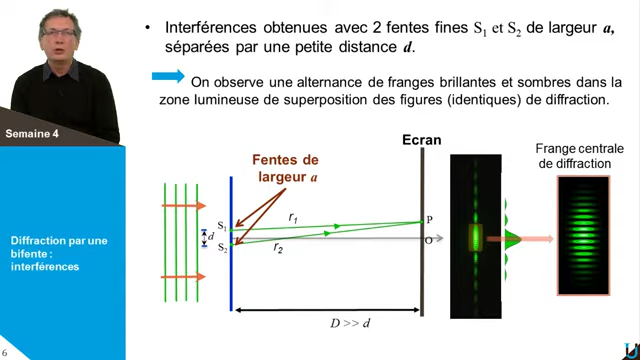 • Interférences obtenues avec 2 fentes fines S1 et S2 de largeur a,
séparées par une petite distance d.
On observe une alternance de franges brillantes et sombres dans la
zone lumineuse de superposition des figures (identiques) de diffraction.
Semaine 4
Diffraction par une
bifente :
interférences
Fentes de
largeur a
Ecran
Frange centrale
de diffraction
S1
r1
P
d
S2
r2
O
D >> d
6